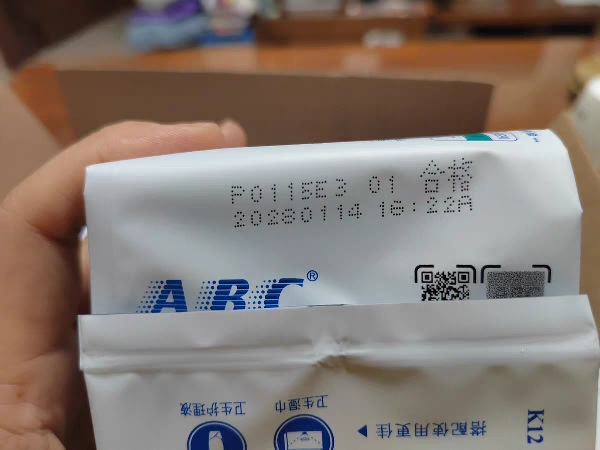 P0115E3 01 合格
20280114 16:22A
ABC®
卫生护理液
卫生湿巾
搭配使用更佳
K12